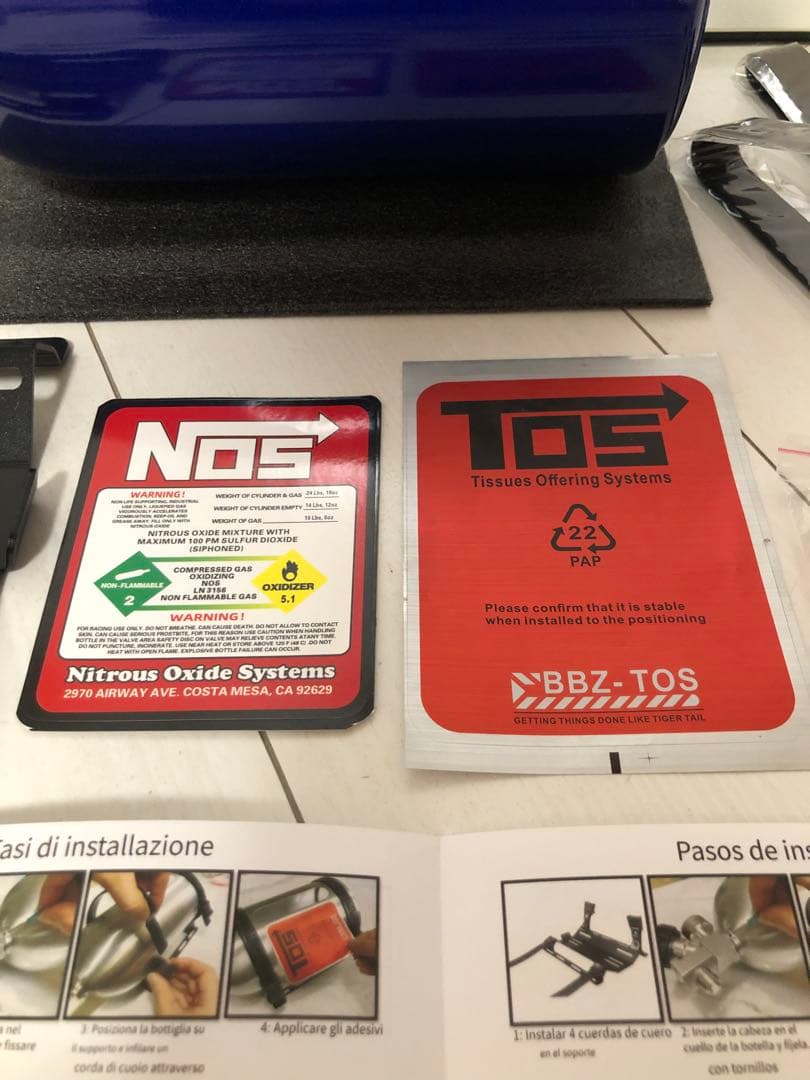 NOS
WARNING!
NON-LIFE SUPPORTING, INDUSTRIAL
USE ONLY, LIQUEFIED GAS
VIGOROUSLY ACCELERATES
COMBUSTION, KEEP OIL AND
GREASE AWAY. FILL ONLY WITH
NITROUS OXIDE
WEIGHT OF CYLINDER & GAS 24 Lbs, 18oz
WEIGHT OF CYLINDER EMPTY 14 Lbs, 12oz
WEIGHT OF GAS 10 Lbs, 6oz
NITROUS OXIDE MIXTURE WITH
MAXIMUM 100 PM SULFUR DIOXIDE
(SIPHONED)
NON-FLAMMABLE
2
COMPRESSED GAS
OXIDIZING
NOS
LN 3156
NON FLAMMABLE GAS
OXIDIZER
5.1
WARNING!
FOR RACING USE ONLY. DO NOT BREATHE. CAN CAUSE DEATH. DO NOT ALLOW TO CONTACT
SKIN. CAN CAUSE SERIOUS FROSTBITE, FOR THIS REASON USE CAUTION WHEN HANDLING
BOTTLE IN THE VALVE AREA SAFETY DISC ON VALVE MAY RELIEVE CONTENTS ATANY TIME.
DO NOT PUNCTURE, INCINERATE. USE NEAR HEAT OR STORE ABOVE 125 F (48 C) .DO NOT
HEAT WITH OPEN FLAME. EXPLOSIVE BOTTLE FAILURE CAN OCCUR.
Nitrous Oxide Systems
2970 AIRWAY AVE. COSTA MESA, CA 92629
TOS
Tissues Offering Systems
22
PAP
Please confirm that it is stable
when installed to the positioning
BBZ-TOS
GETTING THINGS DONE LIKE TIGER TAIL
asi di installazione
TOS
a nel
fissare
3: Posiziona la bottiglia su
il supporto e infilare un
corda di cuoio attraverso
4: Applicare gli adesivi
Pasos de ins
1: Instalar 4 cuerdas de cuero
en el soporte
2: Inserte la cabeza en el
cuello de la botella y fijela
con tornillos